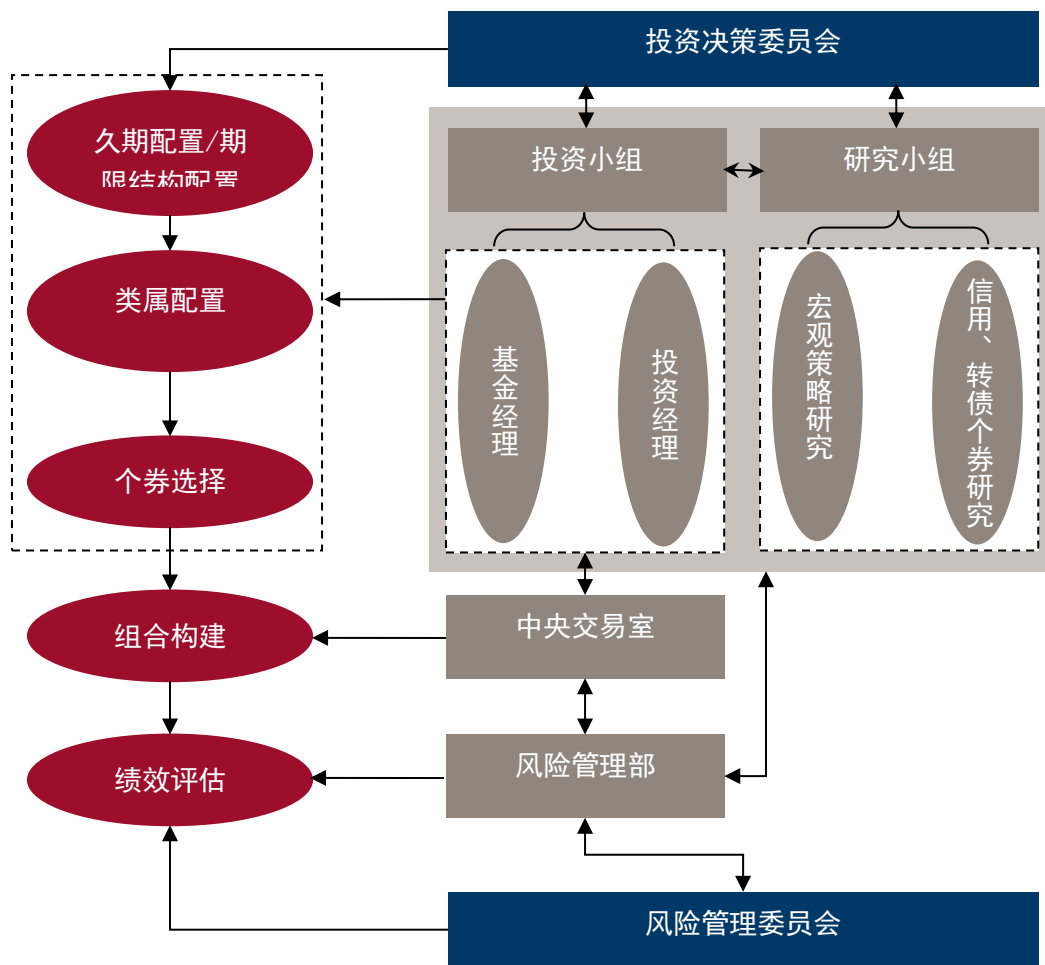 投资决策委员会
久期配置/期
限结构配置
投资小组
研究小组
类属配置
基金经理
投资经理
宏观策略研究
信用、转债个券研究
个券选择
组合构建
中央交易室
绩效评估
风险管理部
风险管理委员会